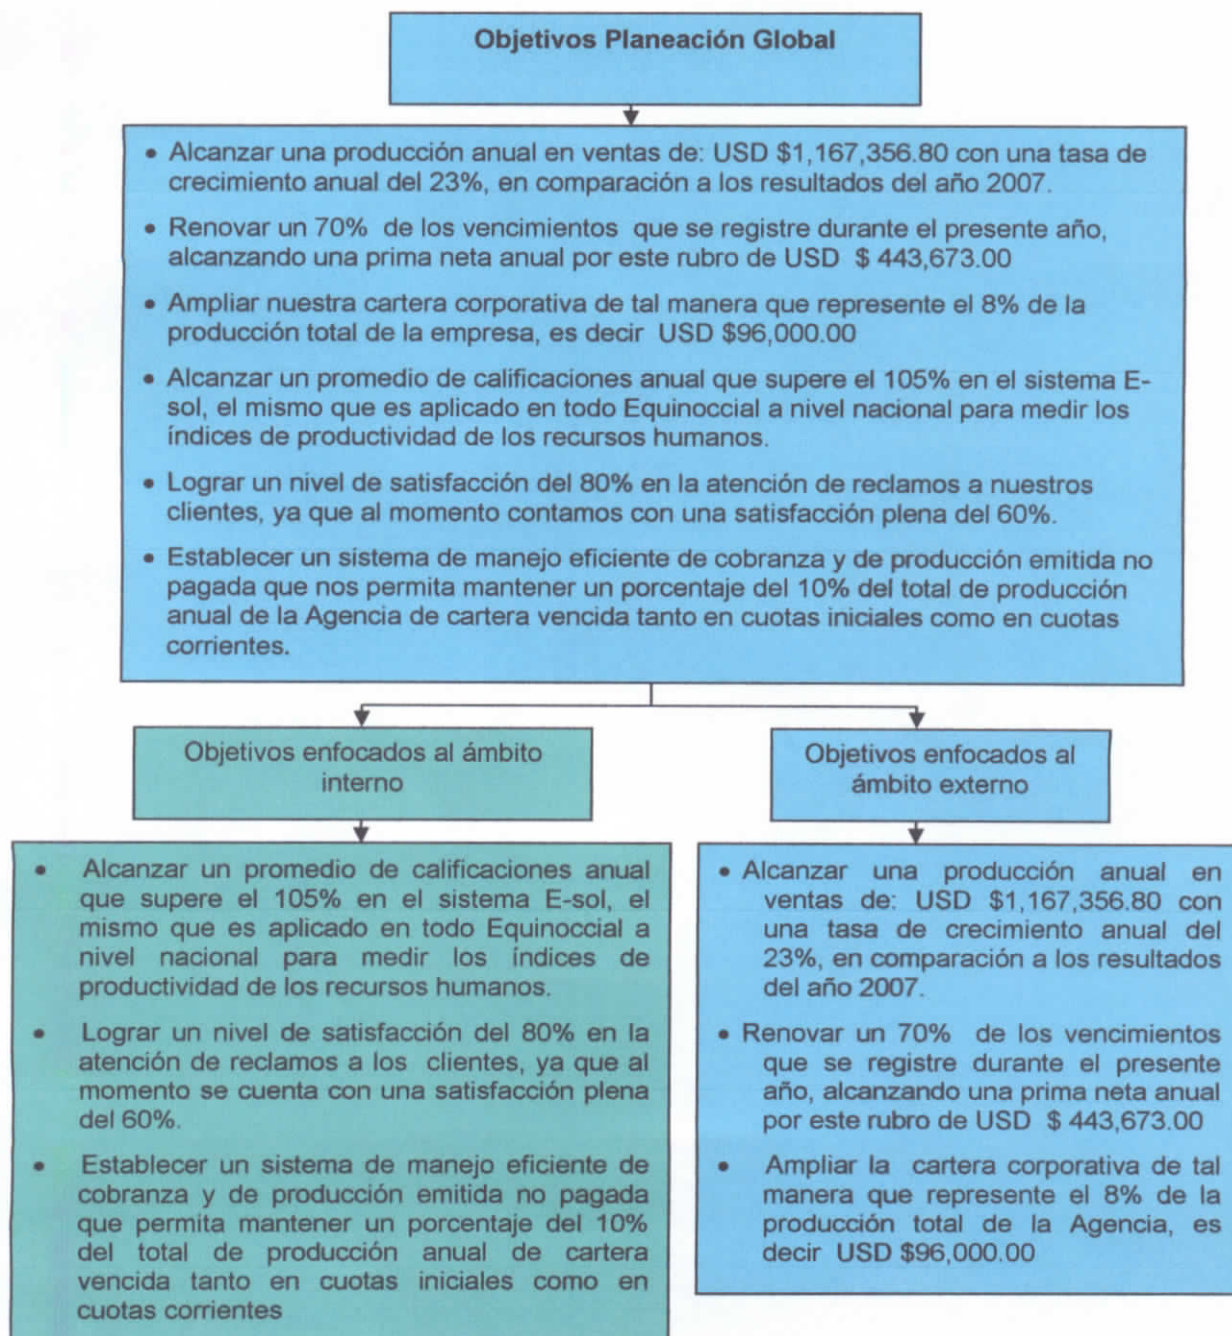 Objetivos Planeación Global
• Alcanzar una producción anual en ventas de: USD $1,167,356.80 con una tasa de
crecimiento anual del 23%, en comparación a los resultados del año 2007.
• Renovar un 70% de los vencimientos que se registre durante el presente año,
alcanzando una prima neta anual por este rubro de USD $ 443,673.00
• Ampliar nuestra cartera corporativa de tal manera que represente el 8% de la
producción total de la empresa, es decir USD $96,000.00
• Alcanzar un promedio de calificaciones anual que supere el 105% en el sistema E-
sol, el mismo que es aplicado en todo Equinoccial a nivel nacional para medir los
índices de productividad de los recursos humanos.
• Lograr un nivel de satisfacción del 80% en la atención de reclamos a nuestros
clientes, ya que al momento contamos con una satisfacción plena del 60%.
• Establecer un sistema de manejo eficiente de cobranza y de producción emitida no
pagada que nos permita mantener un porcentaje del 10% del total de producción
anual de la Agencia de cartera vencida tanto en cuotas iniciales como en cuotas
corrientes.
Objetivos enfocados al ámbito
interno
• Alcanzar un promedio de calificaciones anual
que supere el 105% en el sistema E-sol, el
mismo que es aplicado en todo Equinoccial a
nivel nacional para medir los índices de
productividad de los recursos humanos.
• Lograr un nivel de satisfacción del 80% en la
atención de reclamos a los clientes, ya que al
momento se cuenta con una satisfacción plena
del 60%.
• Establecer un sistema de manejo eficiente de
cobranza y de producción emitida no pagada
que permita mantener un porcentaje del 10%
del total de producción anual de cartera
vencida tanto en cuotas iniciales como en
cuotas corrientes
Objetivos enfocados al
ámbito externo
• Alcanzar una producción anual en
ventas de: USD $1,167,356.80 con
una tasa de crecimiento anual del
23%, en comparación a los resultados
del año 2007.
• Renovar un 70% de los vencimientos
que se registre durante el presente
año, alcanzando una prima neta anual
por este rubro de USD $ 443,673.00
• Ampliar la cartera corporativa de tal
manera que represente el 8% de la
producción total de la Agencia, es
decir USD $96,000.00